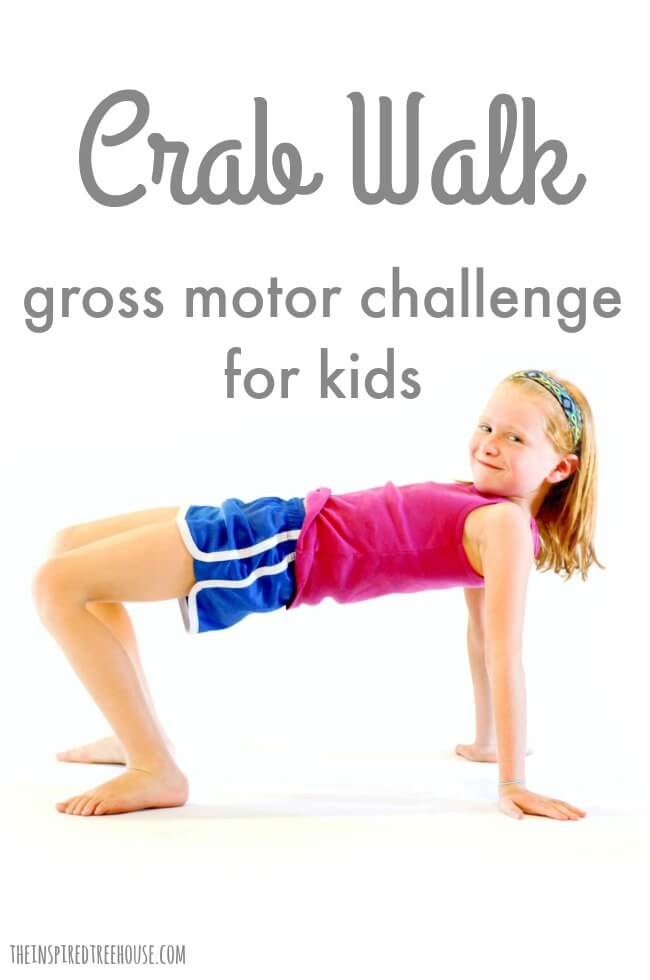 Crab Walk
gross motor challenge
for kids
THEINSPIREDTREEHOUSE.COM